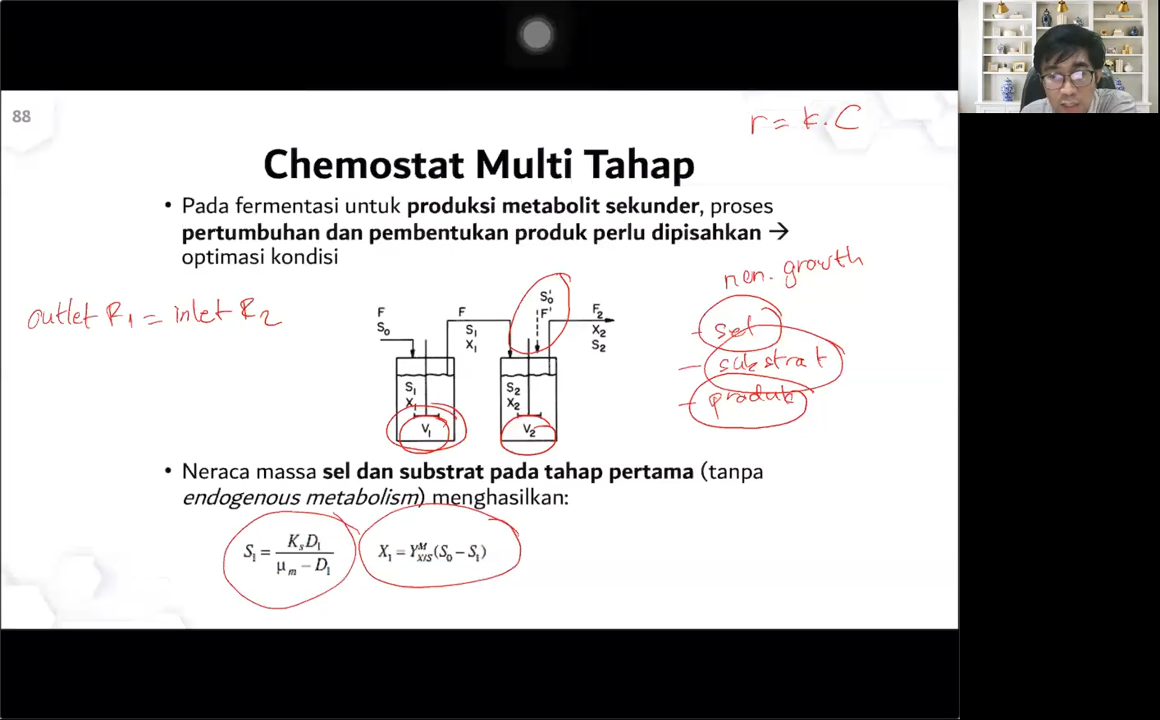 88
r = k. C
Chemostat Multi Tahap
• Pada fermentasi untuk produksi metabolit sekunder, proses
pertumbuhan dan pembentukan produk perlu dipisahkan →
optimasi kondisi
non. growth
outlet R₁ = inlet R₂
F
S₀
F
S₁
X₁
S₀'
F'
F₂
X₂
S₂
S₁
X₁
V₁
S₂
X₂
V₂
- sel
- substrat
- produk
• Neraca massa sel dan substrat pada tahap pertama (tanpa
endogenous metabolism) menghasilkan:
S₁ = KₛD₁ / (μₘ − D₁)
X₁ = Y^M_X/S (S₀ − S₁)